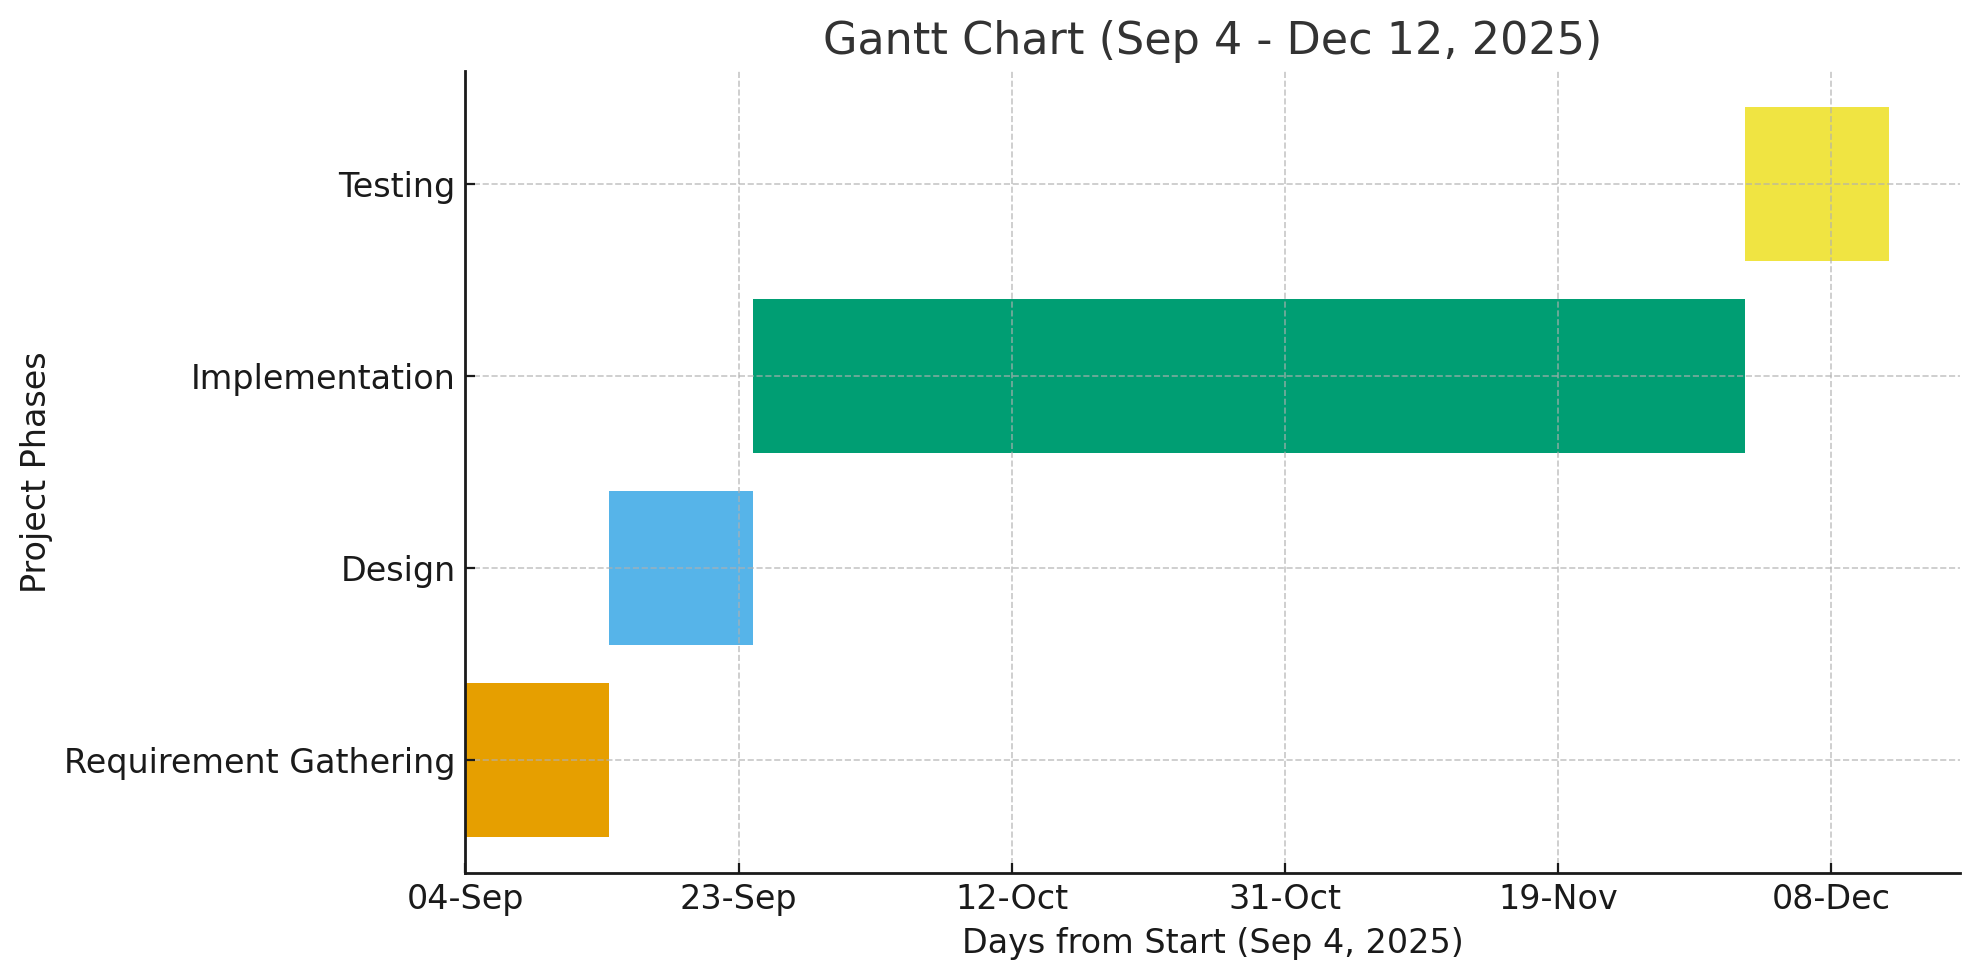 Gantt Chart (Sep 4 - Dec 12, 2025)
Project Phases
Testing
Implementation
Design
Requirement Gathering
04-Sep 23-Sep 12-Oct 31-Oct 19-Nov 08-Dec
Days from Start (Sep 4, 2025)